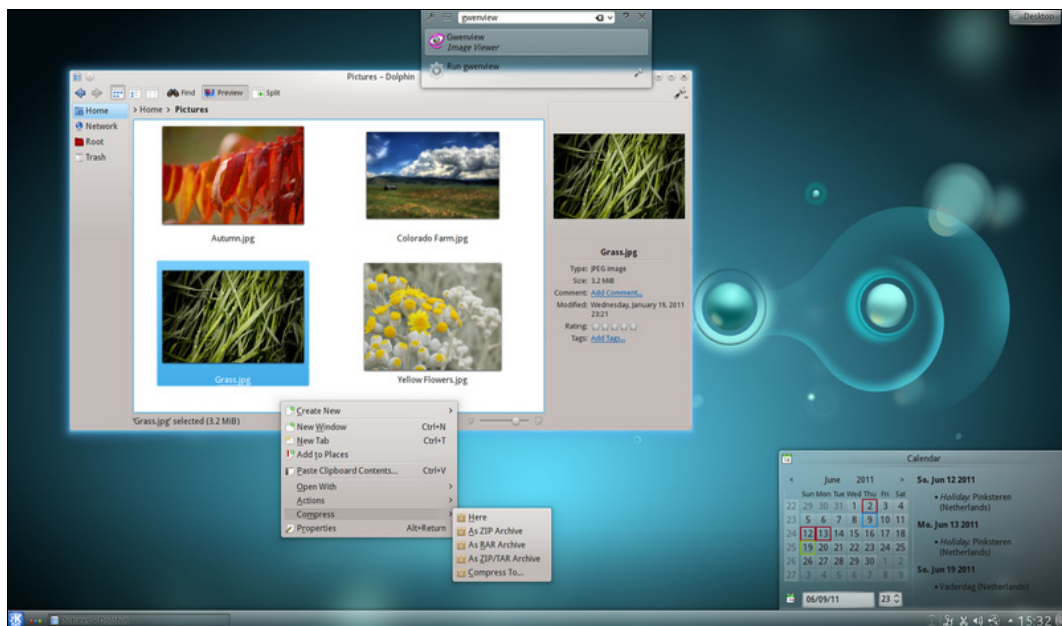 gwenview
?
Desktop
Gwenview
Image Viewer
Run gwenview
Pictures – Dolphin
Find
Preview
Split
Home
Network
Root
Trash
> Home > Pictures
Autumn.jpg
Colorado Farm.jpg
Grass.jpg
Yellow Flowers.jpg
Grass.jpg
Type: JPEG image
Size: 3.2 MiB
Comment: Add Comment...
Modified: Wednesday, January 19, 2011
23:21
Rating:
Tags: Add Tags...
'Grass.jpg' selected (3.2 MiB)
Create New
New Window Ctrl+N
New Tab Ctrl+T
Add to Places
Paste Clipboard Contents... Ctrl+V
Open With
Actions
Compress
Properties Alt+Return
Here
As ZIP Archive
As RAR Archive
As ZIP/TAR Archive
Compress To...
Calendar
June 2011
Sun Mon Tue Wed Thu Fri Sat
22 29 30 31 1 2 3 4
23 5 6 7 8 9 10 11
24 12 13 14 15 16 17 18
25 19 20 21 22 23 24 25
26 26 27 28 29 30 1 2
27 3 4 5 6 7 8 9
06/09/11 23
So. Jun 12 2011
• Holiday: Pinksteren
(Netherlands)
Mo. Jun 13 2011
• Holiday: Pinksteren
(Netherlands)
So. Jun 19 2011
• Vaderdag (Netherlands)
Pictures – Dolphin
15:32